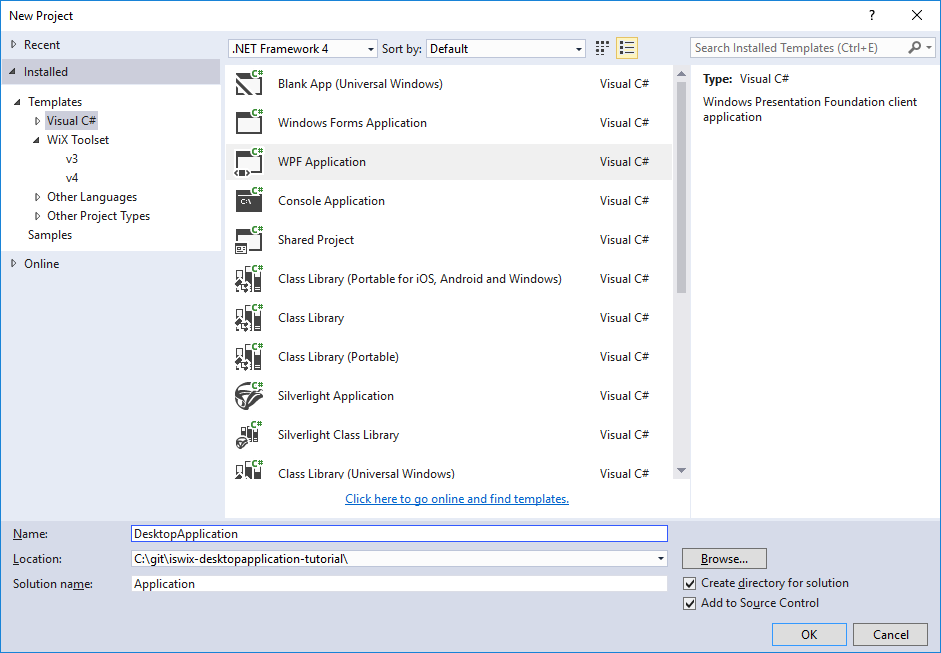 New Project
?
Recent
.NET Framework 4
Sort by:
Default
Search Installed Templates (Ctrl+E)
Installed
Templates
Visual C#
WiX Toolset
v3
v4
Other Languages
Other Project Types
Samples
Online
C# Blank App (Universal Windows) Visual C#
C# Windows Forms Application Visual C#
C# WPF Application Visual C#
C# C:\ Console Application Visual C#
C# Shared Project Visual C#
C# Class Library (Portable for iOS, Android and Windows) Visual C#
C# Class Library Visual C#
C# Class Library (Portable) Visual C#
C# Silverlight Application Visual C#
C# Silverlight Class Library Visual C#
C# Class Library (Universal Windows) Visual C#
Click here to go online and find templates.
Type: Visual C#
Windows Presentation Foundation client
application
Name: DesktopApplication
Location: C:\git\iswix-desktopapplication-tutorial\
Browse...
Solution name: Application
Create directory for solution
Add to Source Control
OK
Cancel